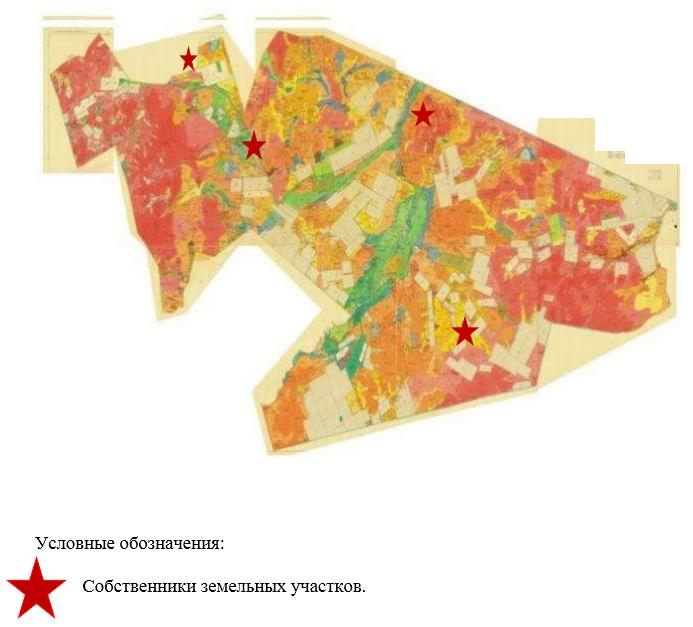 Условные обозначения:
Собственники земельных участков.